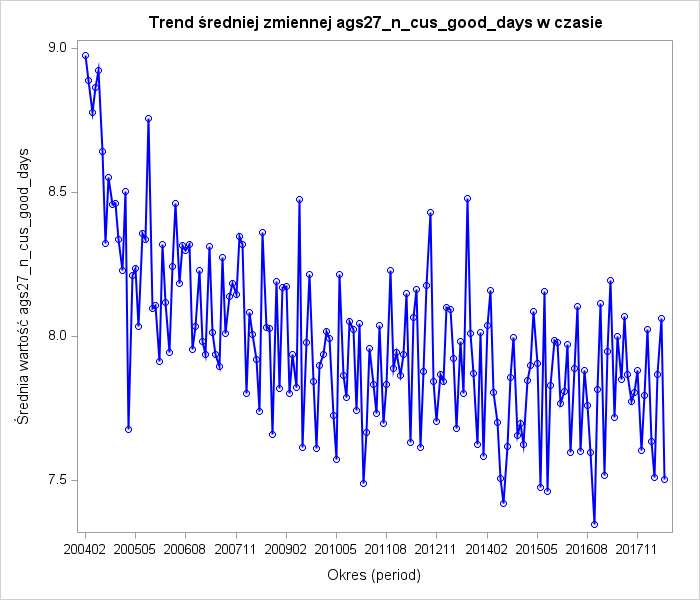 Trend średniej zmiennej ags27_n_cus_good_days w czasie
Średnia wartość ags27_n_cus_good_days
9.0
8.5
8.0
7.5
200402 200505 200608 200711 200902 201005 201108 201211 201402 201505 201608 201711
Okres (period)